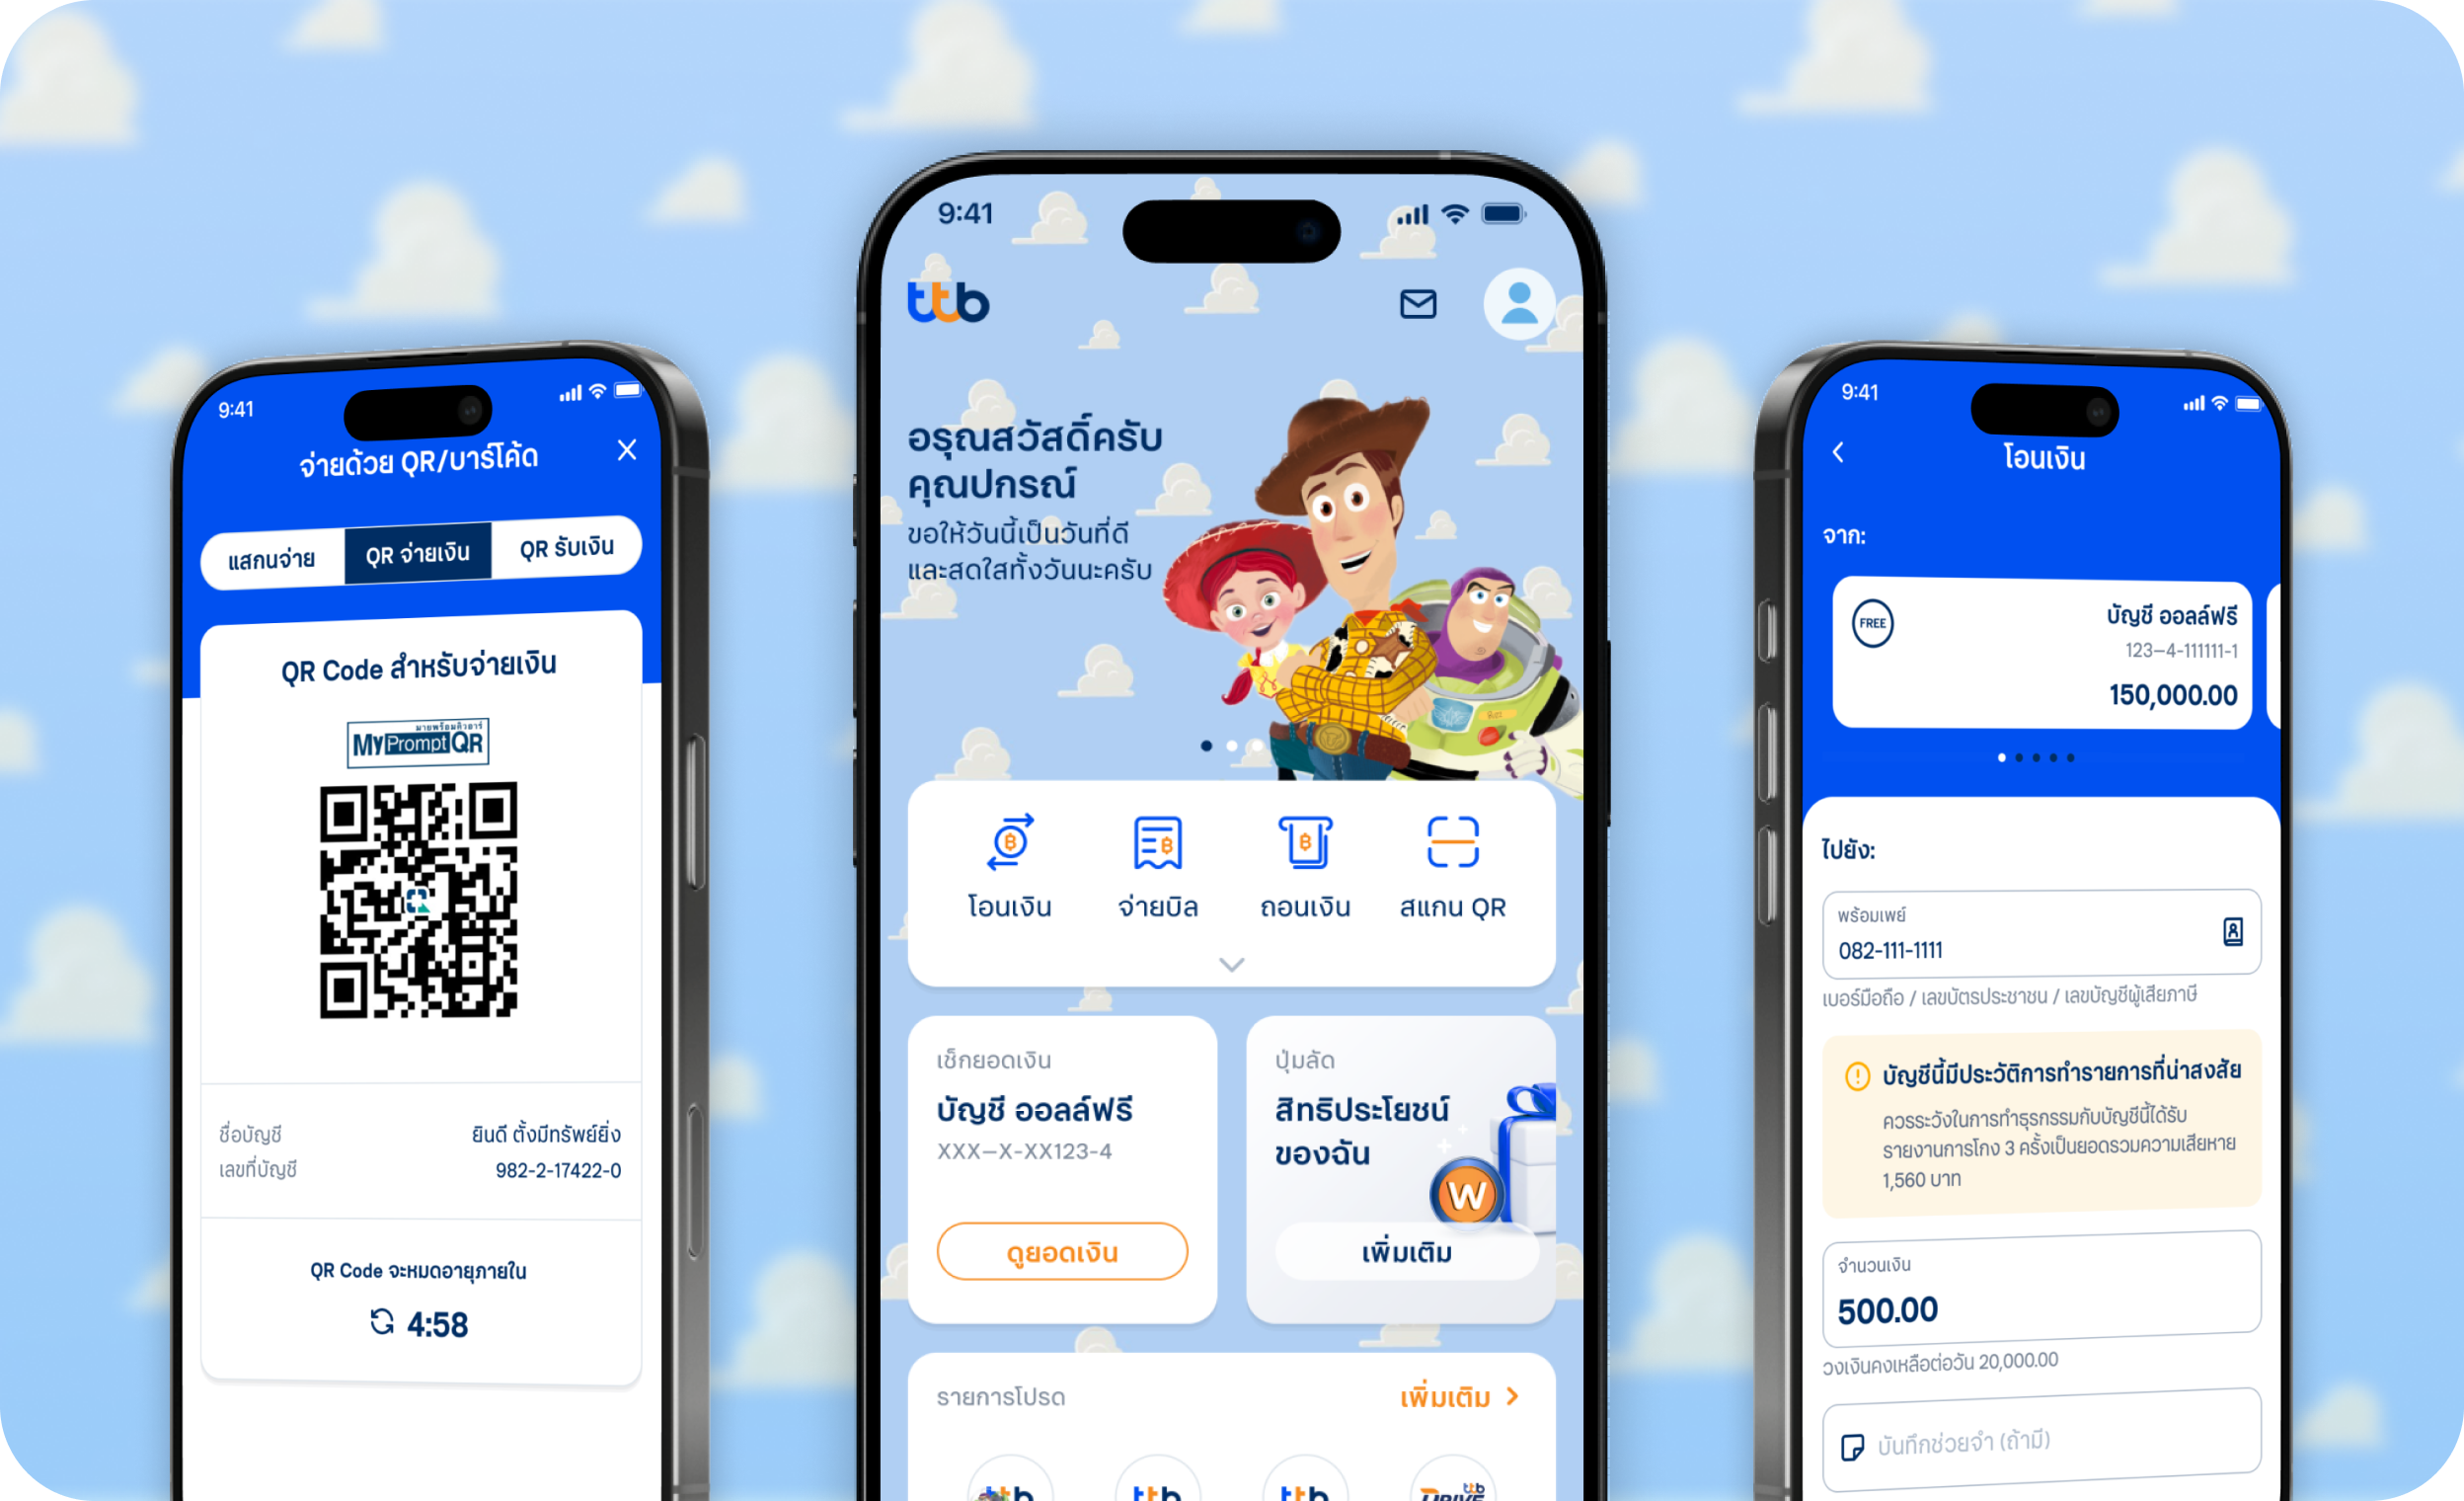 9:41
จ่ายด้วย QR/บาร์โค้ด
แสกนจ่าย
QR จ่ายเงิน
QR รับเงิน
QR Code สำหรับจ่ายเงิน
มายพร้อมคิวอาร์
MyPromptQR
ชื่อบัญชี ยินดี ตั้งมีทรัพย์ยิ่ง
เลขที่บัญชี 982-2-17422-0
QR Code จะหมดอายุภายใน
4:58
9:41
ttb
อรุณสวัสดิ์ครับ
คุณปกรณ์
ขอให้วันนี้เป็นวันที่ดี
และสดใสทั้งวันนะครับ
โอนเงิน
จ่ายบิล
ถอนเงิน
สแกน QR
เช็กยอดเงิน
บัญชี ออลล์ฟรี
XXX-X-XX123-4
ดูยอดเงิน
ปุ่มลัด
สิทธิประโยชน์
ของฉัน
W
เพิ่มเติม
รายการโปรด
เพิ่มเติม
ttb
ttb
ttb
ttb
DRIVE
9:41
โอนเงิน
จาก:
FREE
บัญชี ออลล์ฟรี
123-4-111111-1
150,000.00
ไปยัง:
พร้อมเพย์
082-111-1111
เบอร์มือถือ / เลขบัตรประชาชน / เลขบัญชีผู้เสียภาษี
บัญชีนี้มีประวัติการทำรายการที่น่าสงสัย
ควรระวังในการทำธุรกรรมกับบัญชีนี้ได้รับ
รายงานการโกง 3 ครั้งเป็นยอดรวมความเสียหาย
1,560 บาท
จำนวนเงิน
500.00
วงเงินคงเหลือต่อวัน 20,000.00
บันทึกช่วยจำ (ถ้ามี)